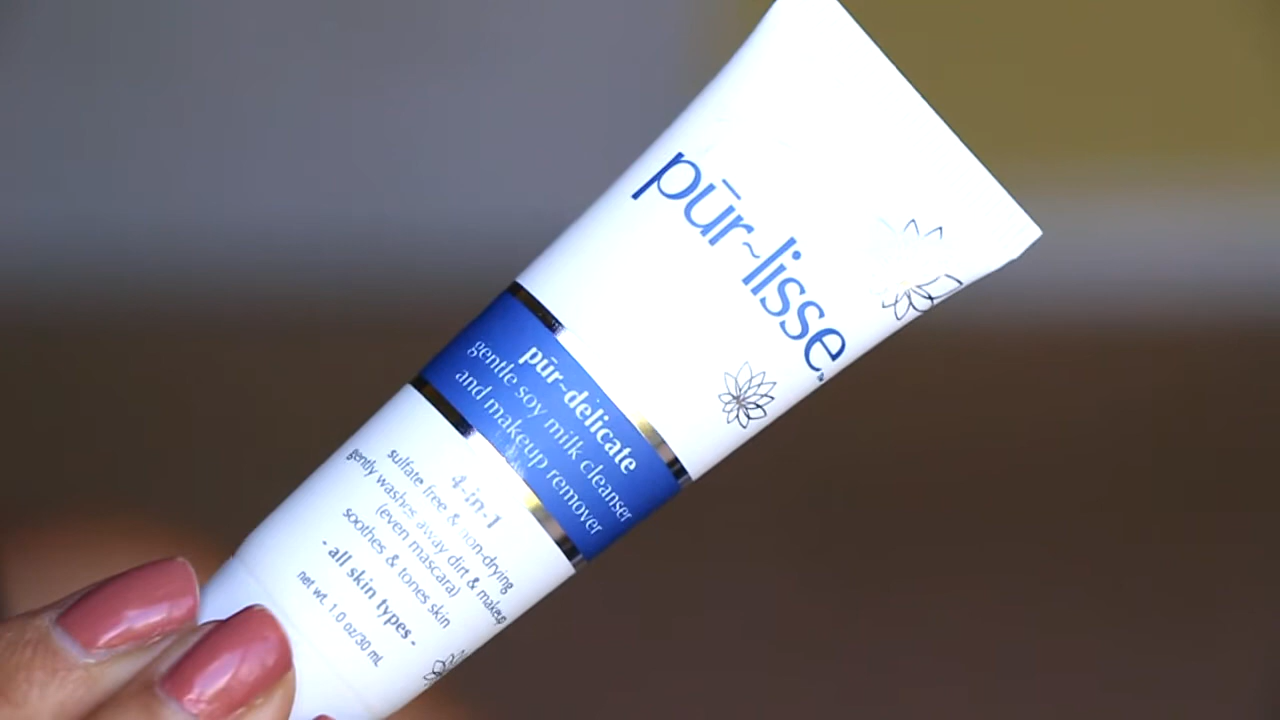 pūr~lisse
pūr~delicate
gentle soy milk cleanser
and makeup remover
4-in-1
sulfate free & non-drying
gently washes away dirt & makeup
(even mascara)
soothes & tones skin
- all skin types -
net wt. 1.0 oz/30 mL